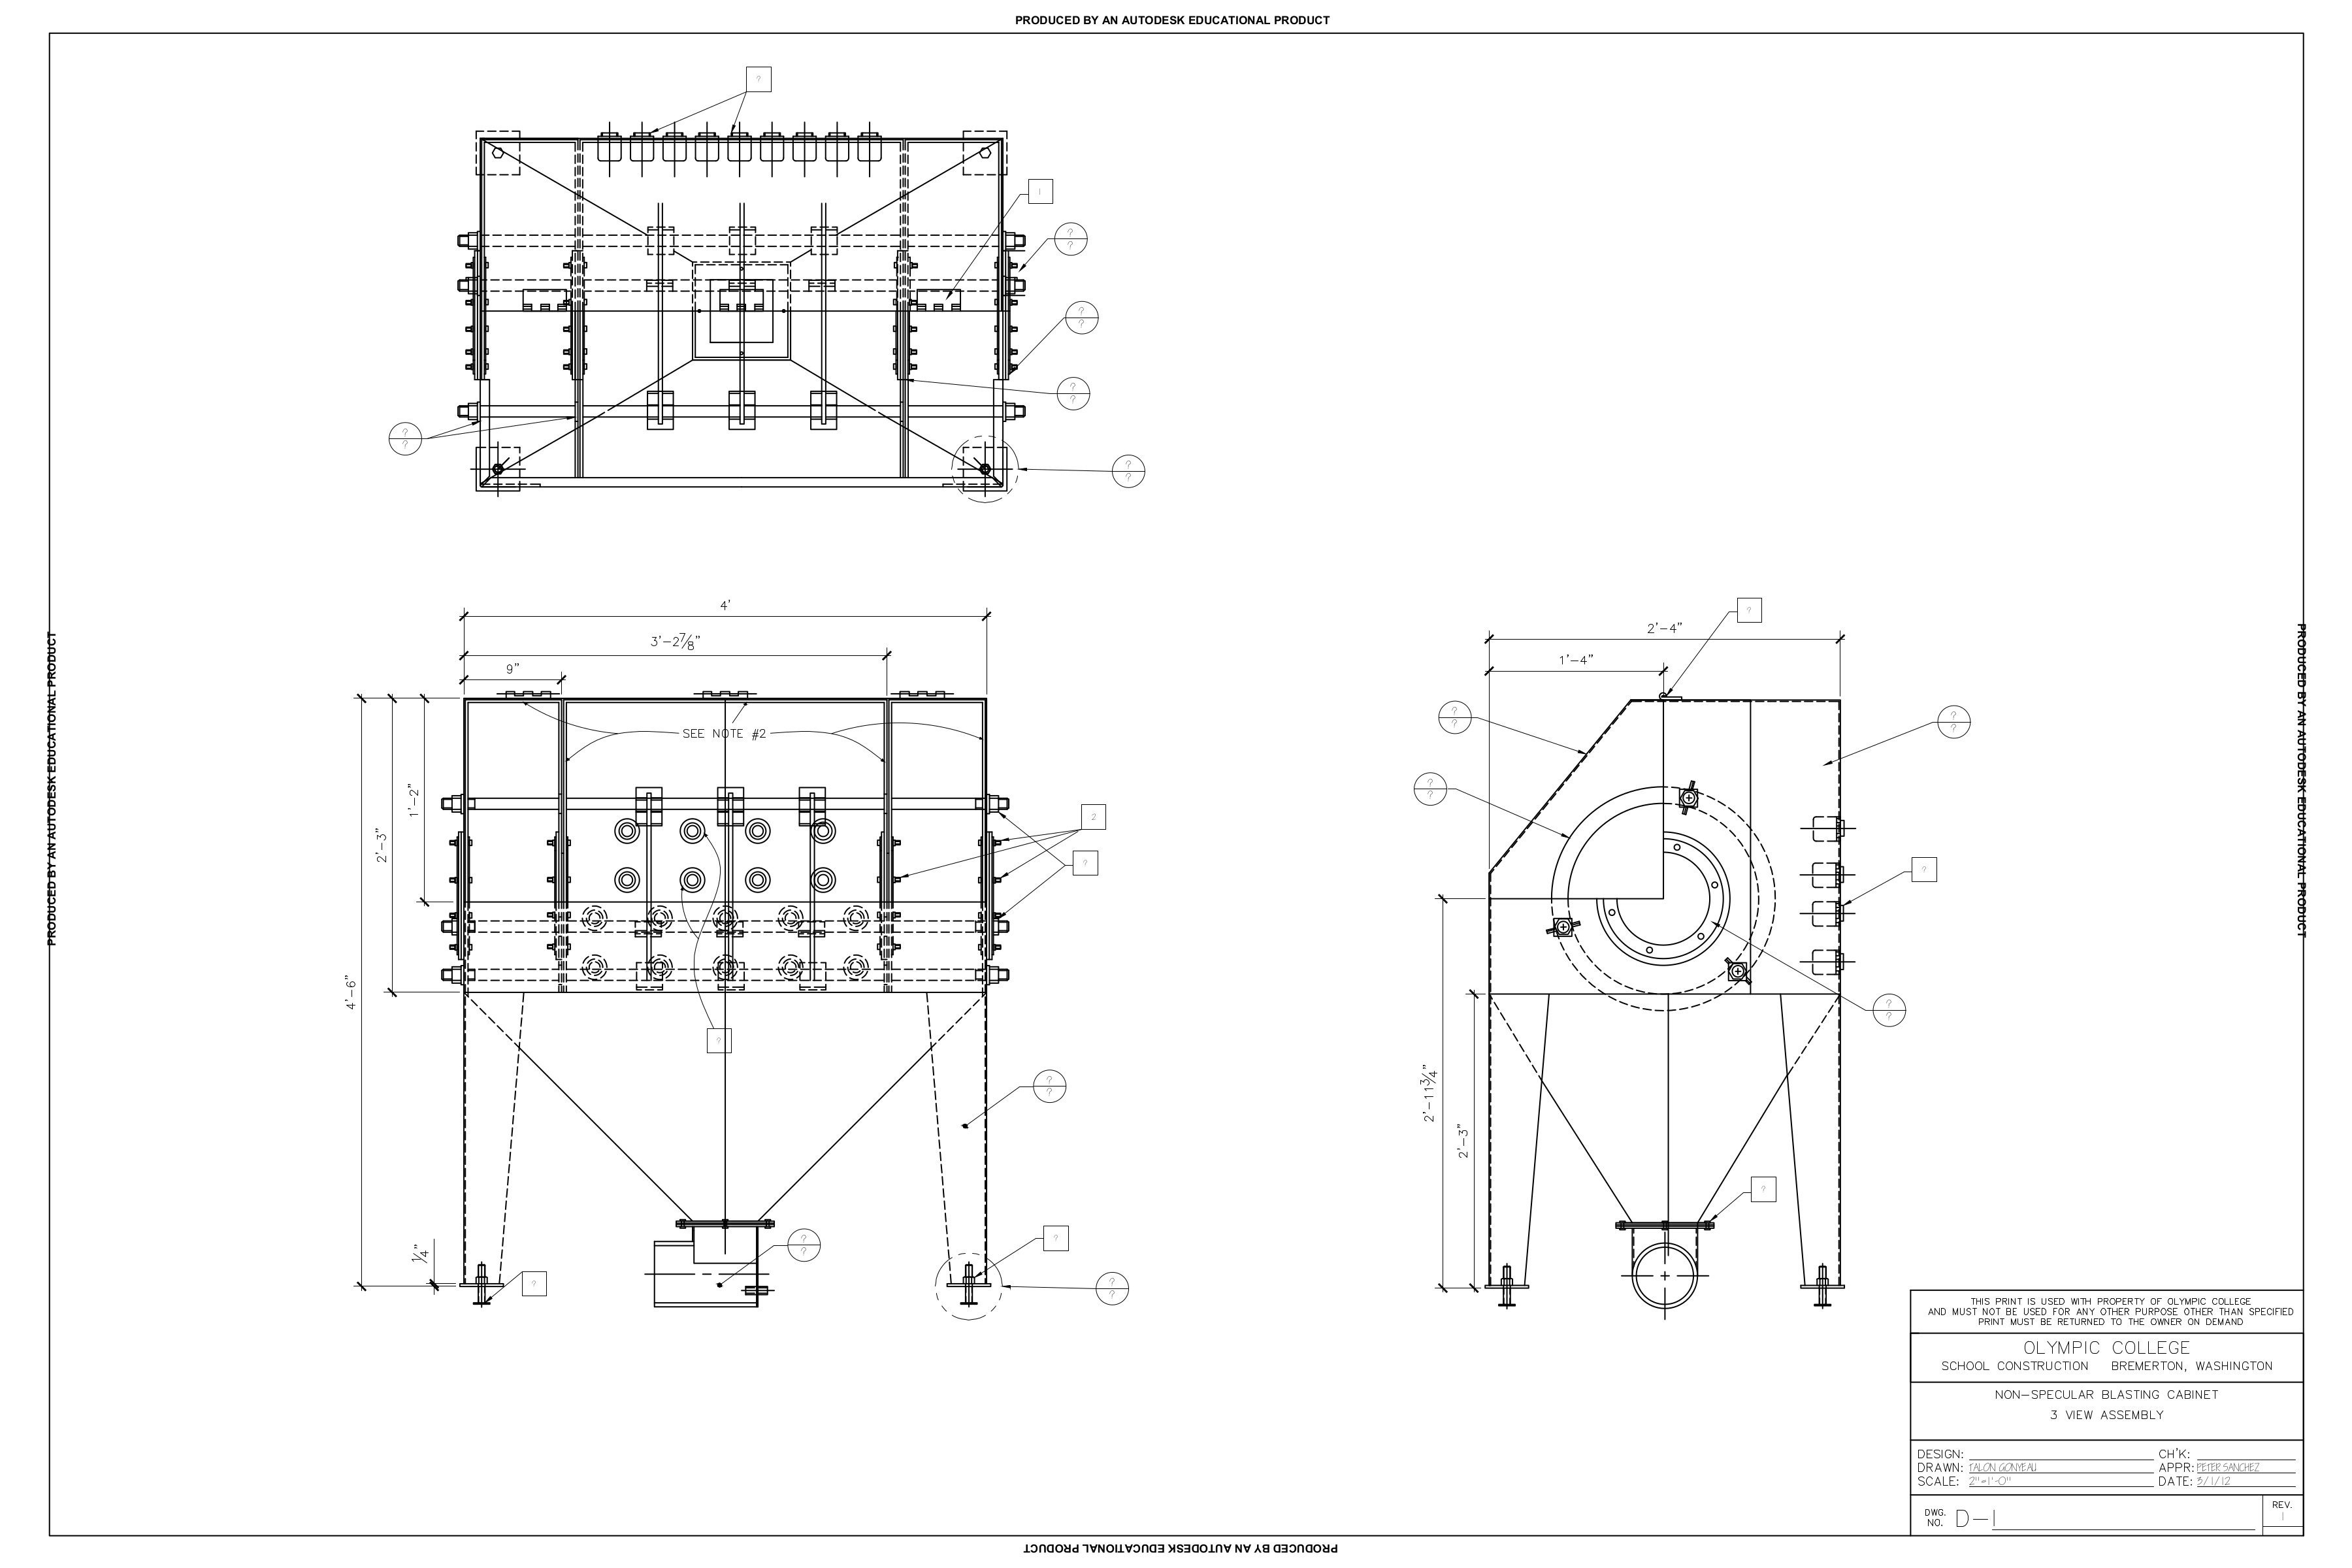 PRODUCED BY AN AUTODESK EDUCATIONAL PRODUCT
?
1
?
?
?
?
?
?
?
?
?
?
4'
3'-2 7/8"
9"
SEE NOTE #2
1'-2"
2'-3"
4'-6"
1/4"
2
?
?
?
?
?
?
?
?
?
?
2'-4"
1'-4"
?
?
?
?
?
?
?
?
?
?
?
2'-11 3/4"
2'-3"
PRODUCED BY AN AUTODESK EDUCATIONAL PRODUCT
PRODUCED BY AN AUTODESK EDUCATIONAL PRODUCT
THIS PRINT IS USED WITH PROPERTY OF OLYMPIC COLLEGE
AND MUST NOT BE USED FOR ANY OTHER PURPOSE OTHER THAN SPECIFIED
PRINT MUST BE RETURNED TO THE OWNER ON DEMAND
OLYMPIC COLLEGE
SCHOOL CONSTRUCTION BREMERTON, WASHINGTON
NON-SPECULAR BLASTING CABINET
3 VIEW ASSEMBLY
DESIGN: CH'K:
DRAWN: TALON GONYEAU APPR: PETER SANCHEZ
SCALE: 2"=1'-0" DATE: 3/1/12
DWG. NO. D-1
REV. 1
PRODUCED BY AN AUTODESK EDUCATIONAL PRODUCT